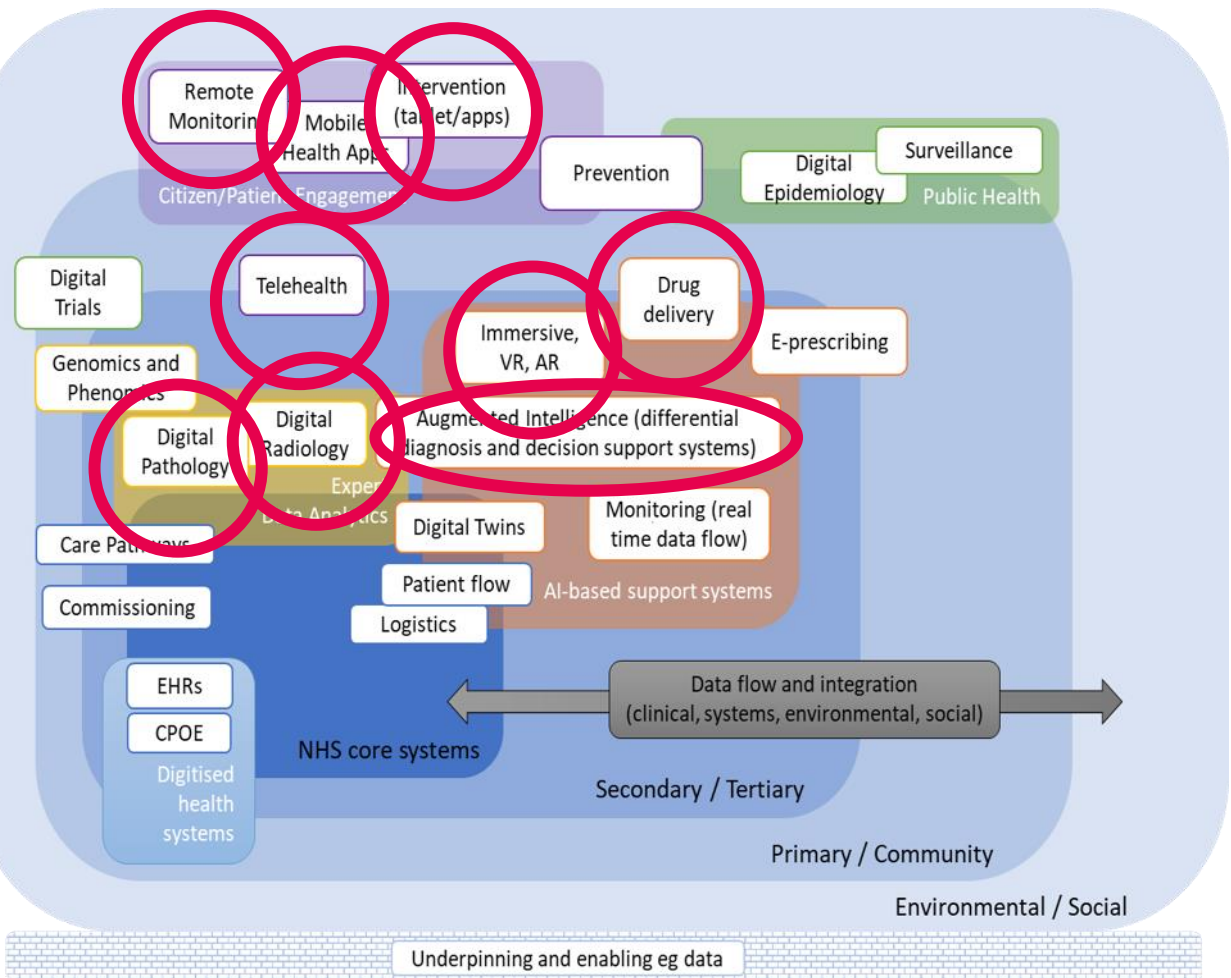 Remote
Monitoring
Mobile
Health Apps
Intervention
(tablet/apps)
Citizen/Patient Engagement
Prevention
Surveillance
Digital
Epidemiology
Public Health
Digital
Trials
Telehealth
Drug
delivery
Immersive,
VR, AR
E-prescribing
Genomics and
Phenomics
Digital
Pathology
Digital
Radiology
Expert
Data Analytics
Augmented Intelligence (differential
diagnosis and decision support systems)
Digital Twins
Monitoring (real
time data flow)
Care Pathways
Patient flow
AI-based support systems
Commissioning
Logistics
EHRs
CPOE
Digitised
health
systems
NHS core systems
Data flow and integration
(clinical, systems, environmental, social)
Secondary / Tertiary
Primary / Community
Environmental / Social
Underpinning and enabling eg data